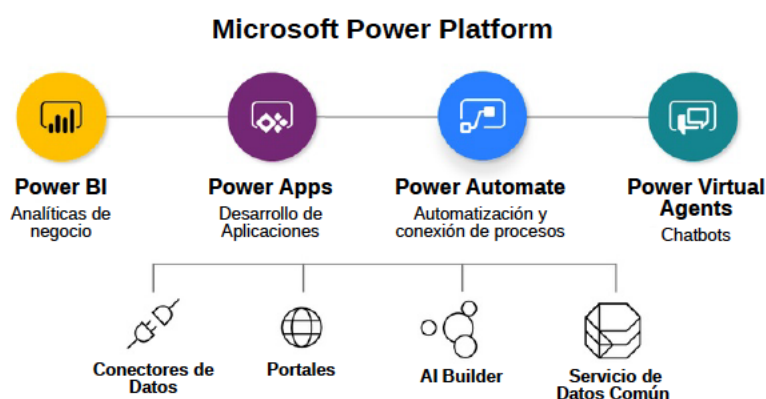 Microsoft Power Platform
Power BI
Analíticas de
negocio
Power Apps
Desarrollo de
Aplicaciones
Power Automate
Automatización y
conexión de procesos
Power Virtual
Agents
Chatbots
Conectores de
Datos
Portales
AI Builder
Servicio de
Datos Común